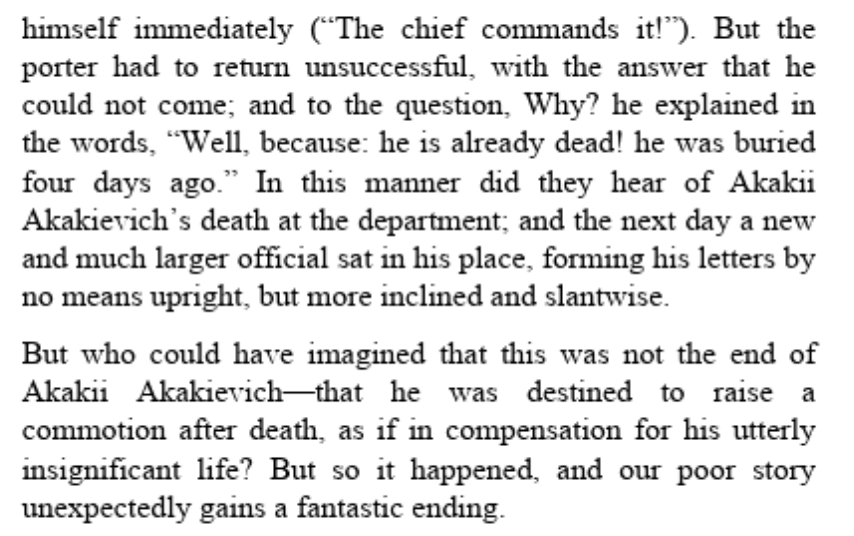 himself immediately (“The chief commands it!”). But the
porter had to return unsuccessful, with the answer that he
could not come; and to the question, Why? he explained in
the words, “Well, because: he is already dead! he was buried
four days ago.” In this manner did they hear of Akakii
Akakievich’s death at the department; and the next day a new
and much larger official sat in his place, forming his letters by
no means upright, but more inclined and slantwise.
But who could have imagined that this was not the end of
Akakii Akakievich—that he was destined to raise a
commotion after death, as if in compensation for his utterly
insignificant life? But so it happened, and our poor story
unexpectedly gains a fantastic ending.